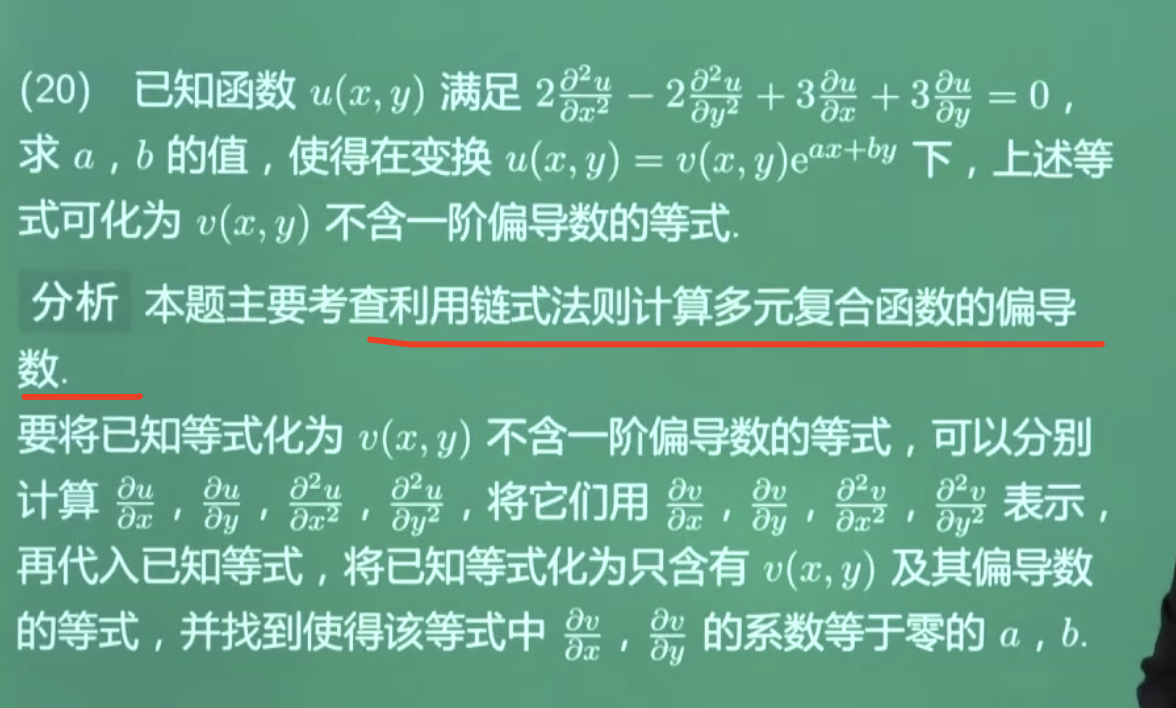 (20) 已知函数 $u(x,y)$ 满足 $2\frac{\partial^2 u}{\partial x^2} - 2\frac{\partial^2 u}{\partial y^2} + 3\frac{\partial u}{\partial x} + 3\frac{\partial u}{\partial y} = 0$，
求 $a$，$b$ 的值，使得在变换 $u(x,y) = v(x,y)\mathrm{e}^{ax+by}$ 下，上述等
式可化为 $v(x,y)$ 不含一阶偏导数的等式.
分析 本题主要考查利用链式法则计算多元复合函数的偏导
数.
要将已知等式化为 $v(x,y)$ 不含一阶偏导数的等式，可以分别
计算 $\frac{\partial u}{\partial x}$，$\frac{\partial u}{\partial y}$，$\frac{\partial^2 u}{\partial x^2}$，$\frac{\partial^2 u}{\partial y^2}$，将它们用 $\frac{\partial v}{\partial x}$，$\frac{\partial v}{\partial y}$，$\frac{\partial^2 v}{\partial x^2}$，$\frac{\partial^2 v}{\partial y^2}$ 表示，
再代入已知等式，将已知等式化为只含有 $v(x,y)$ 及其偏导数
的等式，并找到使得该等式中 $\frac{\partial v}{\partial x}$，$\frac{\partial v}{\partial y}$ 的系数等于零的 $a$，$b$.